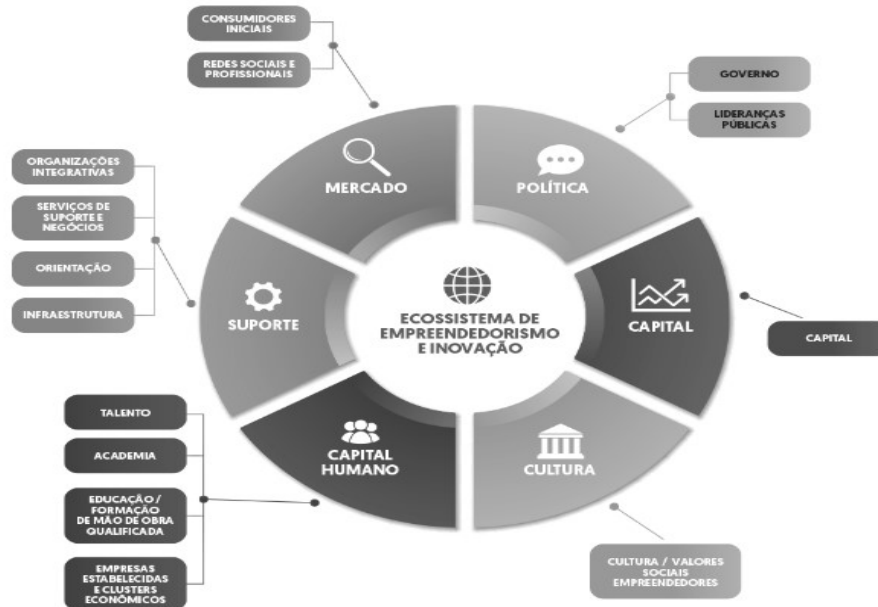 CONSUMIDORES
INICIAIS
REDES SOCIAIS E
PROFISSIONAIS
GOVERNO
LIDERANÇAS
PÚBLICAS
MERCADO
POLÍTICA
ORGANIZAÇÕES
INTEGRATIVAS
SERVIÇOS DE
SUPORTE E
NEGÓCIOS
ORIENTAÇÃO
INFRAESTRUTURA
SUPORTE
ECOSSISTEMA DE
EMPREENDEDORISMO
E INOVAÇÃO
CAPITAL
CAPITAL
TALENTO
ACADEMIA
EDUCAÇÃO /
FORMAÇÃO
DE MÃO DE OBRA
QUALIFICADA
EMPRESAS
ESTABELECIDAS
E CLUSTERS
ECONÔMICOS
CAPITAL
HUMANO
CULTURA
CULTURA / VALORES
SOCIAIS
EMPREENDEDORES